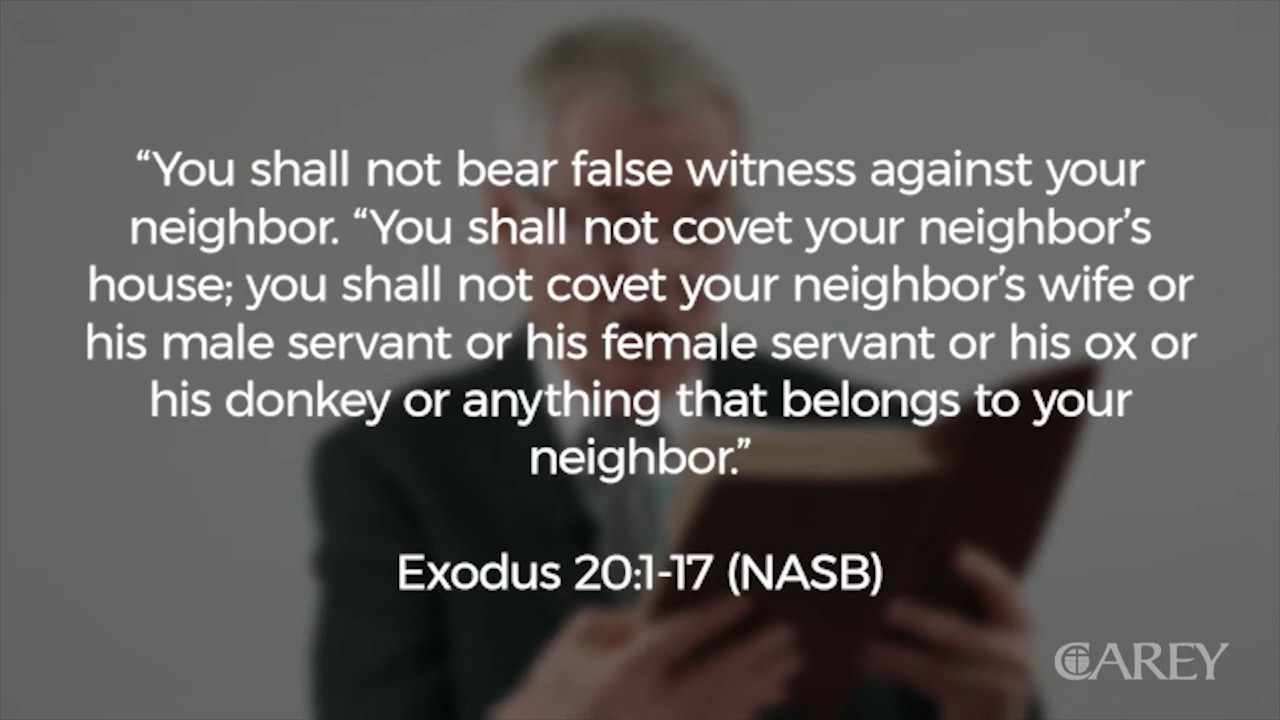 “You shall not bear false witness against your
neighbor. “You shall not covet your neighbor’s
house; you shall not covet your neighbor’s wife or
his male servant or his female servant or his ox or
his donkey or anything that belongs to your
neighbor.”
Exodus 20:1-17 (NASB)
CAREY